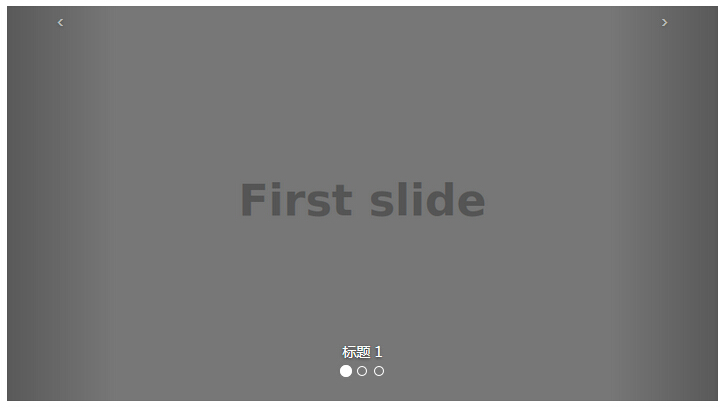 ‹ ›
First slide
标题 1